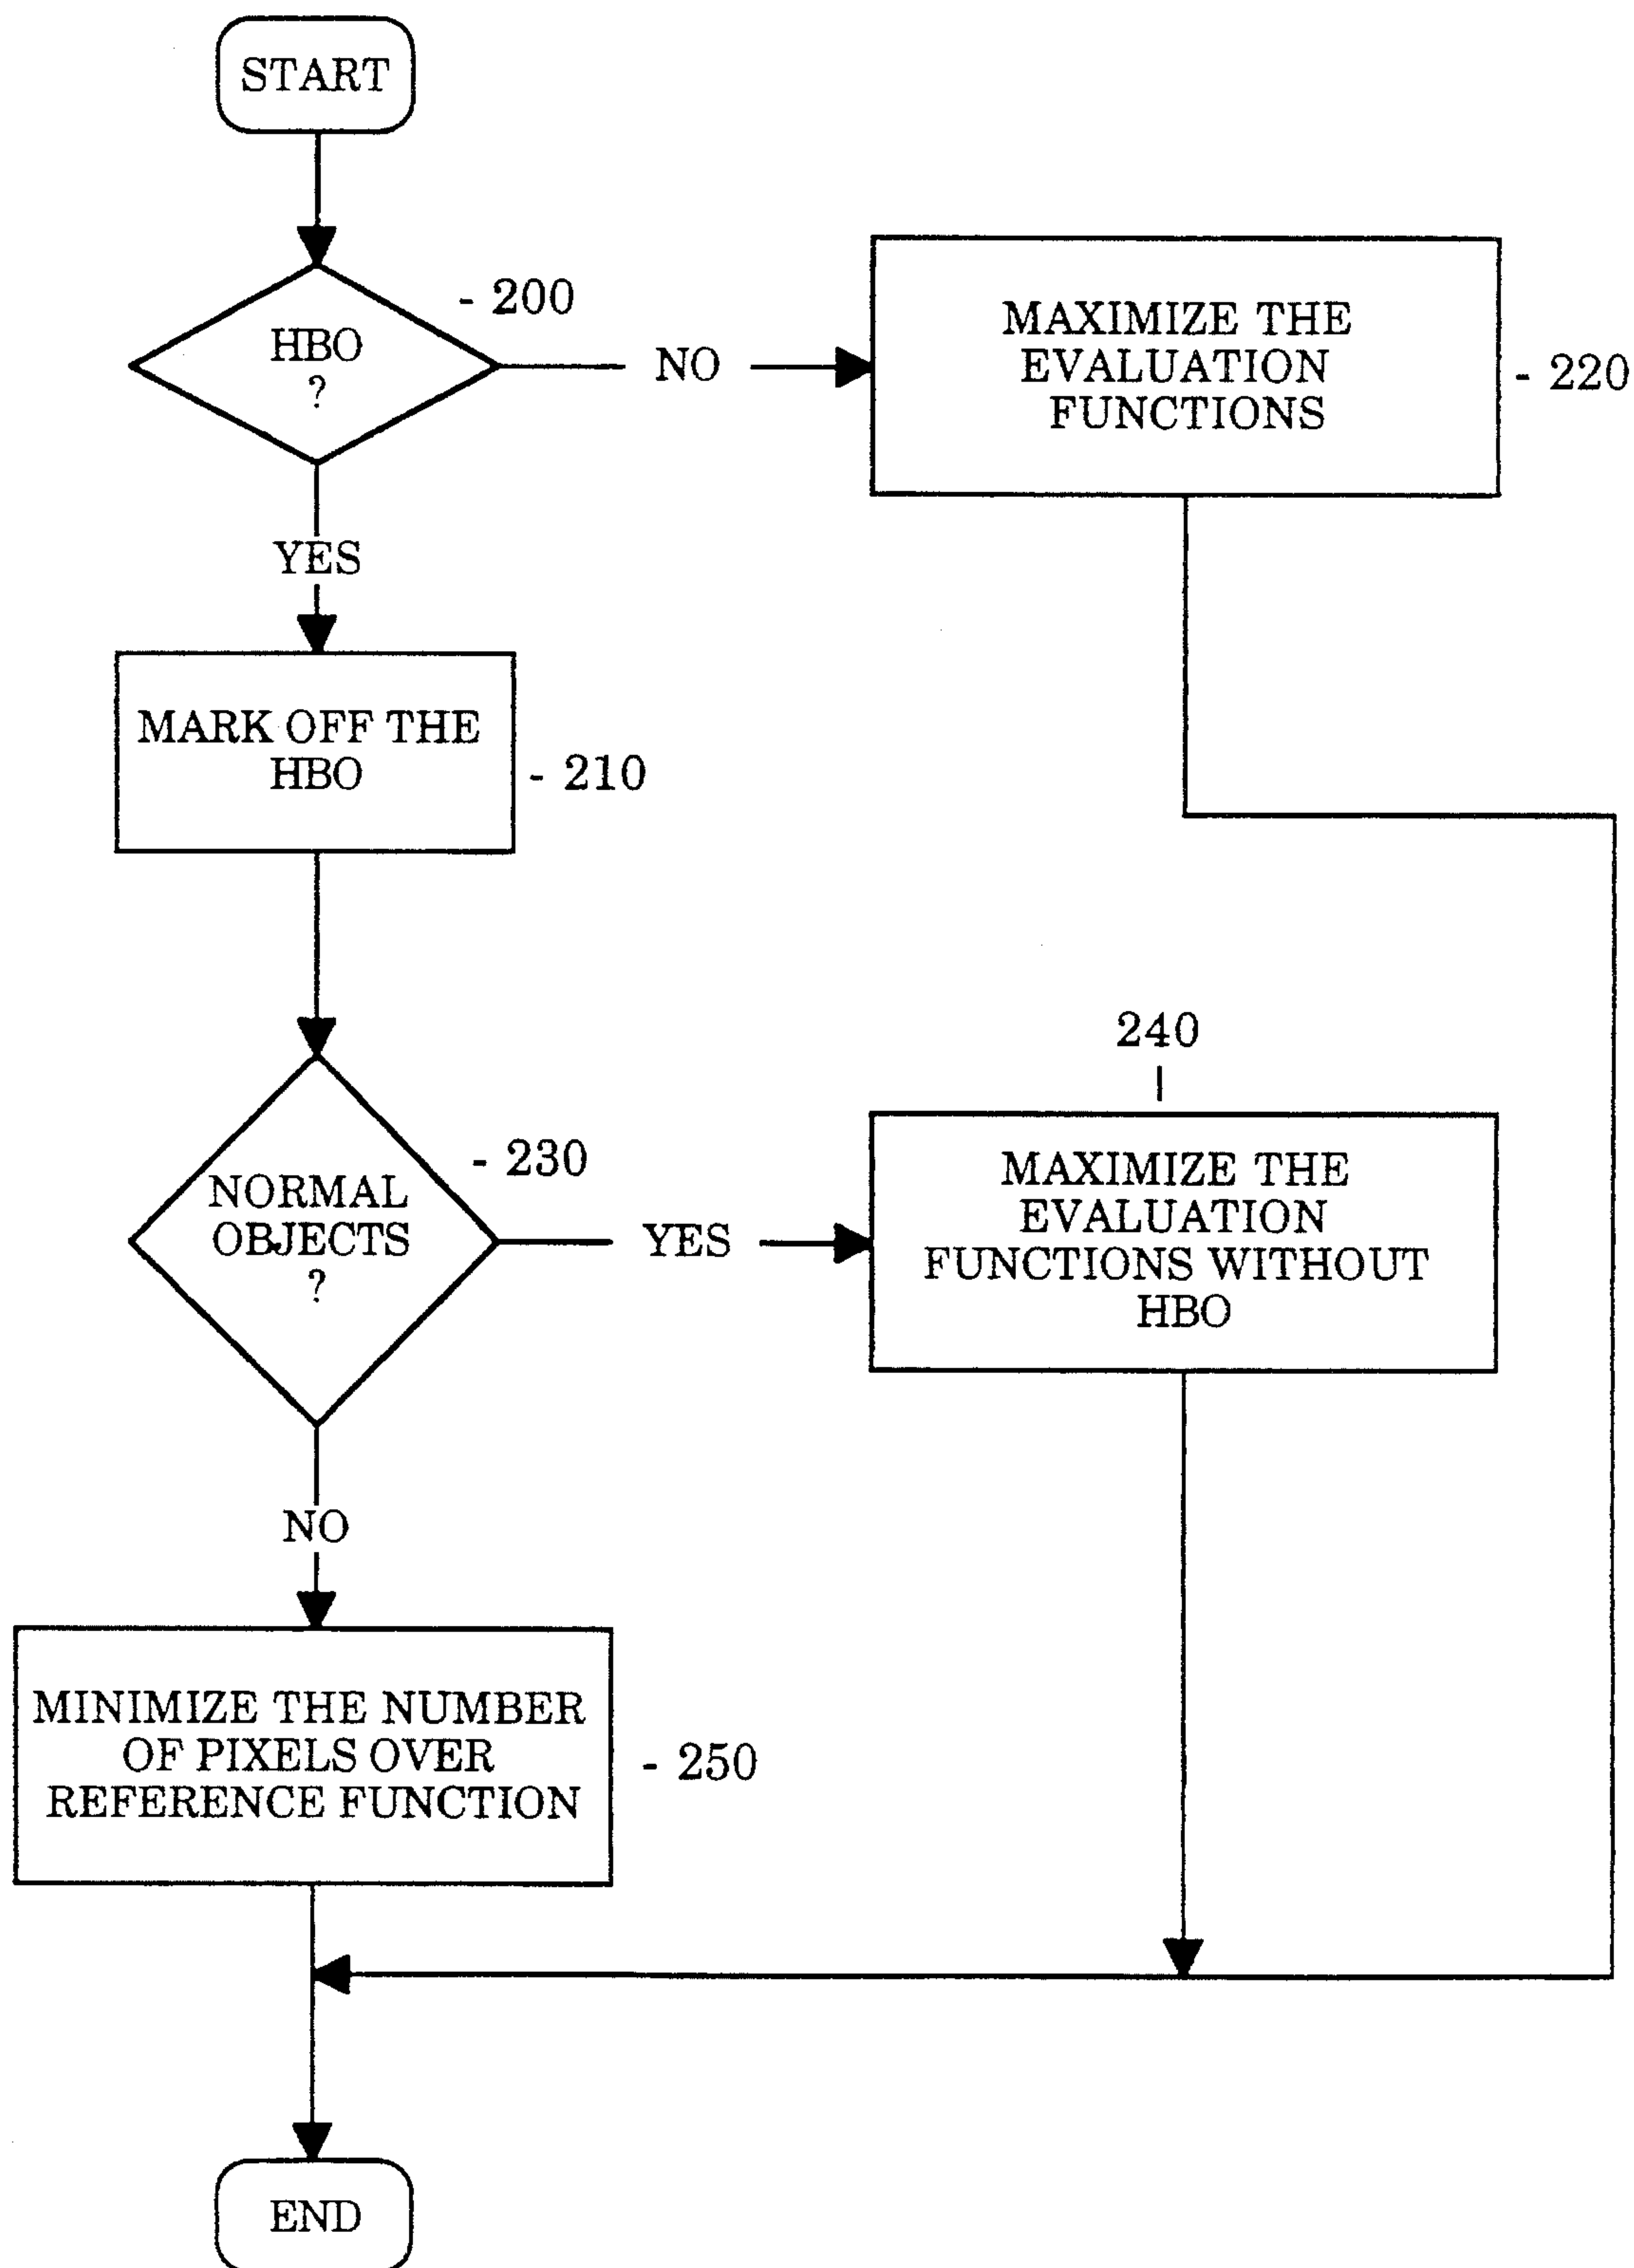 START
- 200
HBO
?
NO
MAXIMIZE THE
EVALUATION
FUNCTIONS
- 220
YES
MARK OFF THE
HBO
- 210
240
- 230
NORMAL
OBJECTS
?
YES
MAXIMIZE THE
EVALUATION
FUNCTIONS WITHOUT
HBO
NO
MINIMIZE THE NUMBER
OF PIXELS OVER
REFERENCE FUNCTION
- 250
END